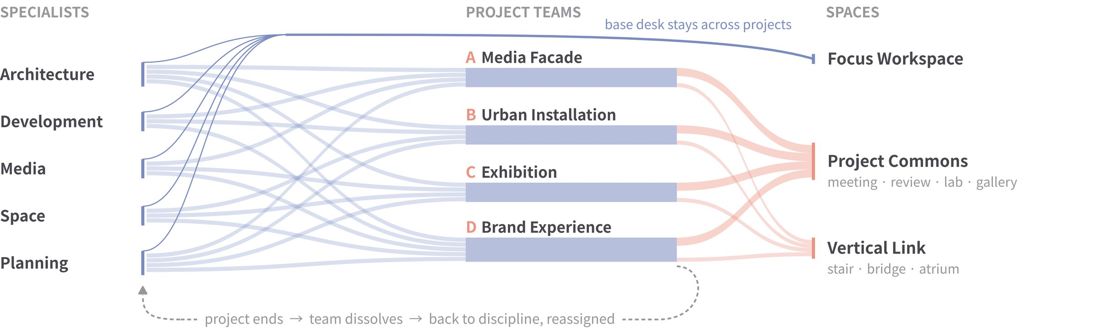 SPECIALISTS
PROJECT TEAMS
SPACES
base desk stays across projects
Architecture
Development
Media
Space
Planning
A Media Facade
B Urban Installation
C Exhibition
D Brand Experience
Focus Workspace
Project Commons
meeting · review · lab · gallery
Vertical Link
stair · bridge · atrium
project ends → team dissolves → back to discipline, reassigned